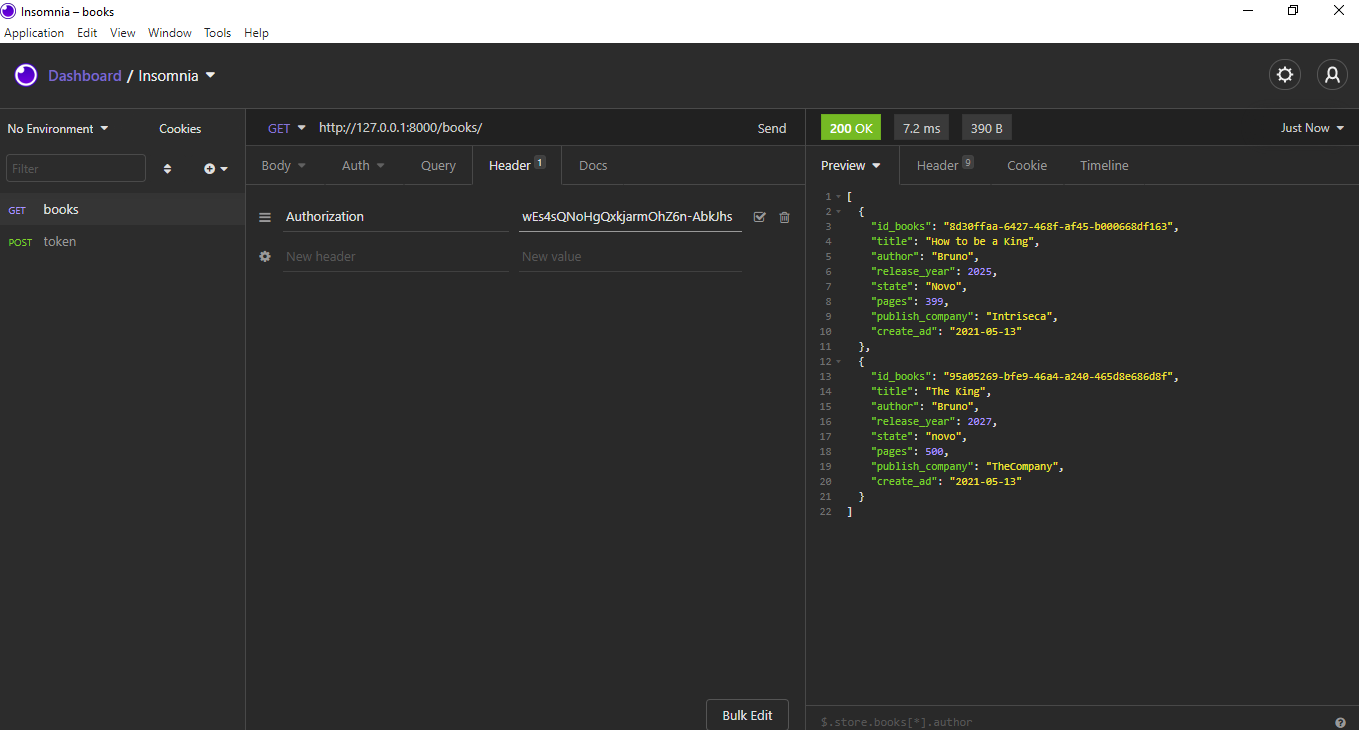 Insomnia – books
Application Edit View Window Tools Help
Dashboard / Insomnia
No Environment Cookies
Filter
GET books
POST token
GET http://127.0.0.1:8000/books/ Send
Body Auth Query Header 1 Docs
Authorization wEs4sQNoHgQxkjarmOhZ6n-AbkJhs
New header New value
Bulk Edit
200 OK 7.2 ms 390 B Just Now
Preview Header 9 Cookie Timeline
1 [
2 {
3 "id_books": "8d30ffaa-6427-468f-af45-b000668df163",
4 "title": "How to be a King",
5 "author": "Bruno",
6 "release_year": 2025,
7 "state": "Novo",
8 "pages": 399,
9 "publish_company": "Intriseca",
10 "create_ad": "2021-05-13"
11 },
12 {
13 "id_books": "95a05269-bfe9-46a4-a240-465d8e686d8f",
14 "title": "The King",
15 "author": "Bruno",
16 "release_year": 2027,
17 "state": "novo",
18 "pages": 500,
19 "publish_company": "TheCompany",
20 "create_ad": "2021-05-13"
21 }
22 ]
$.store.books[*].author